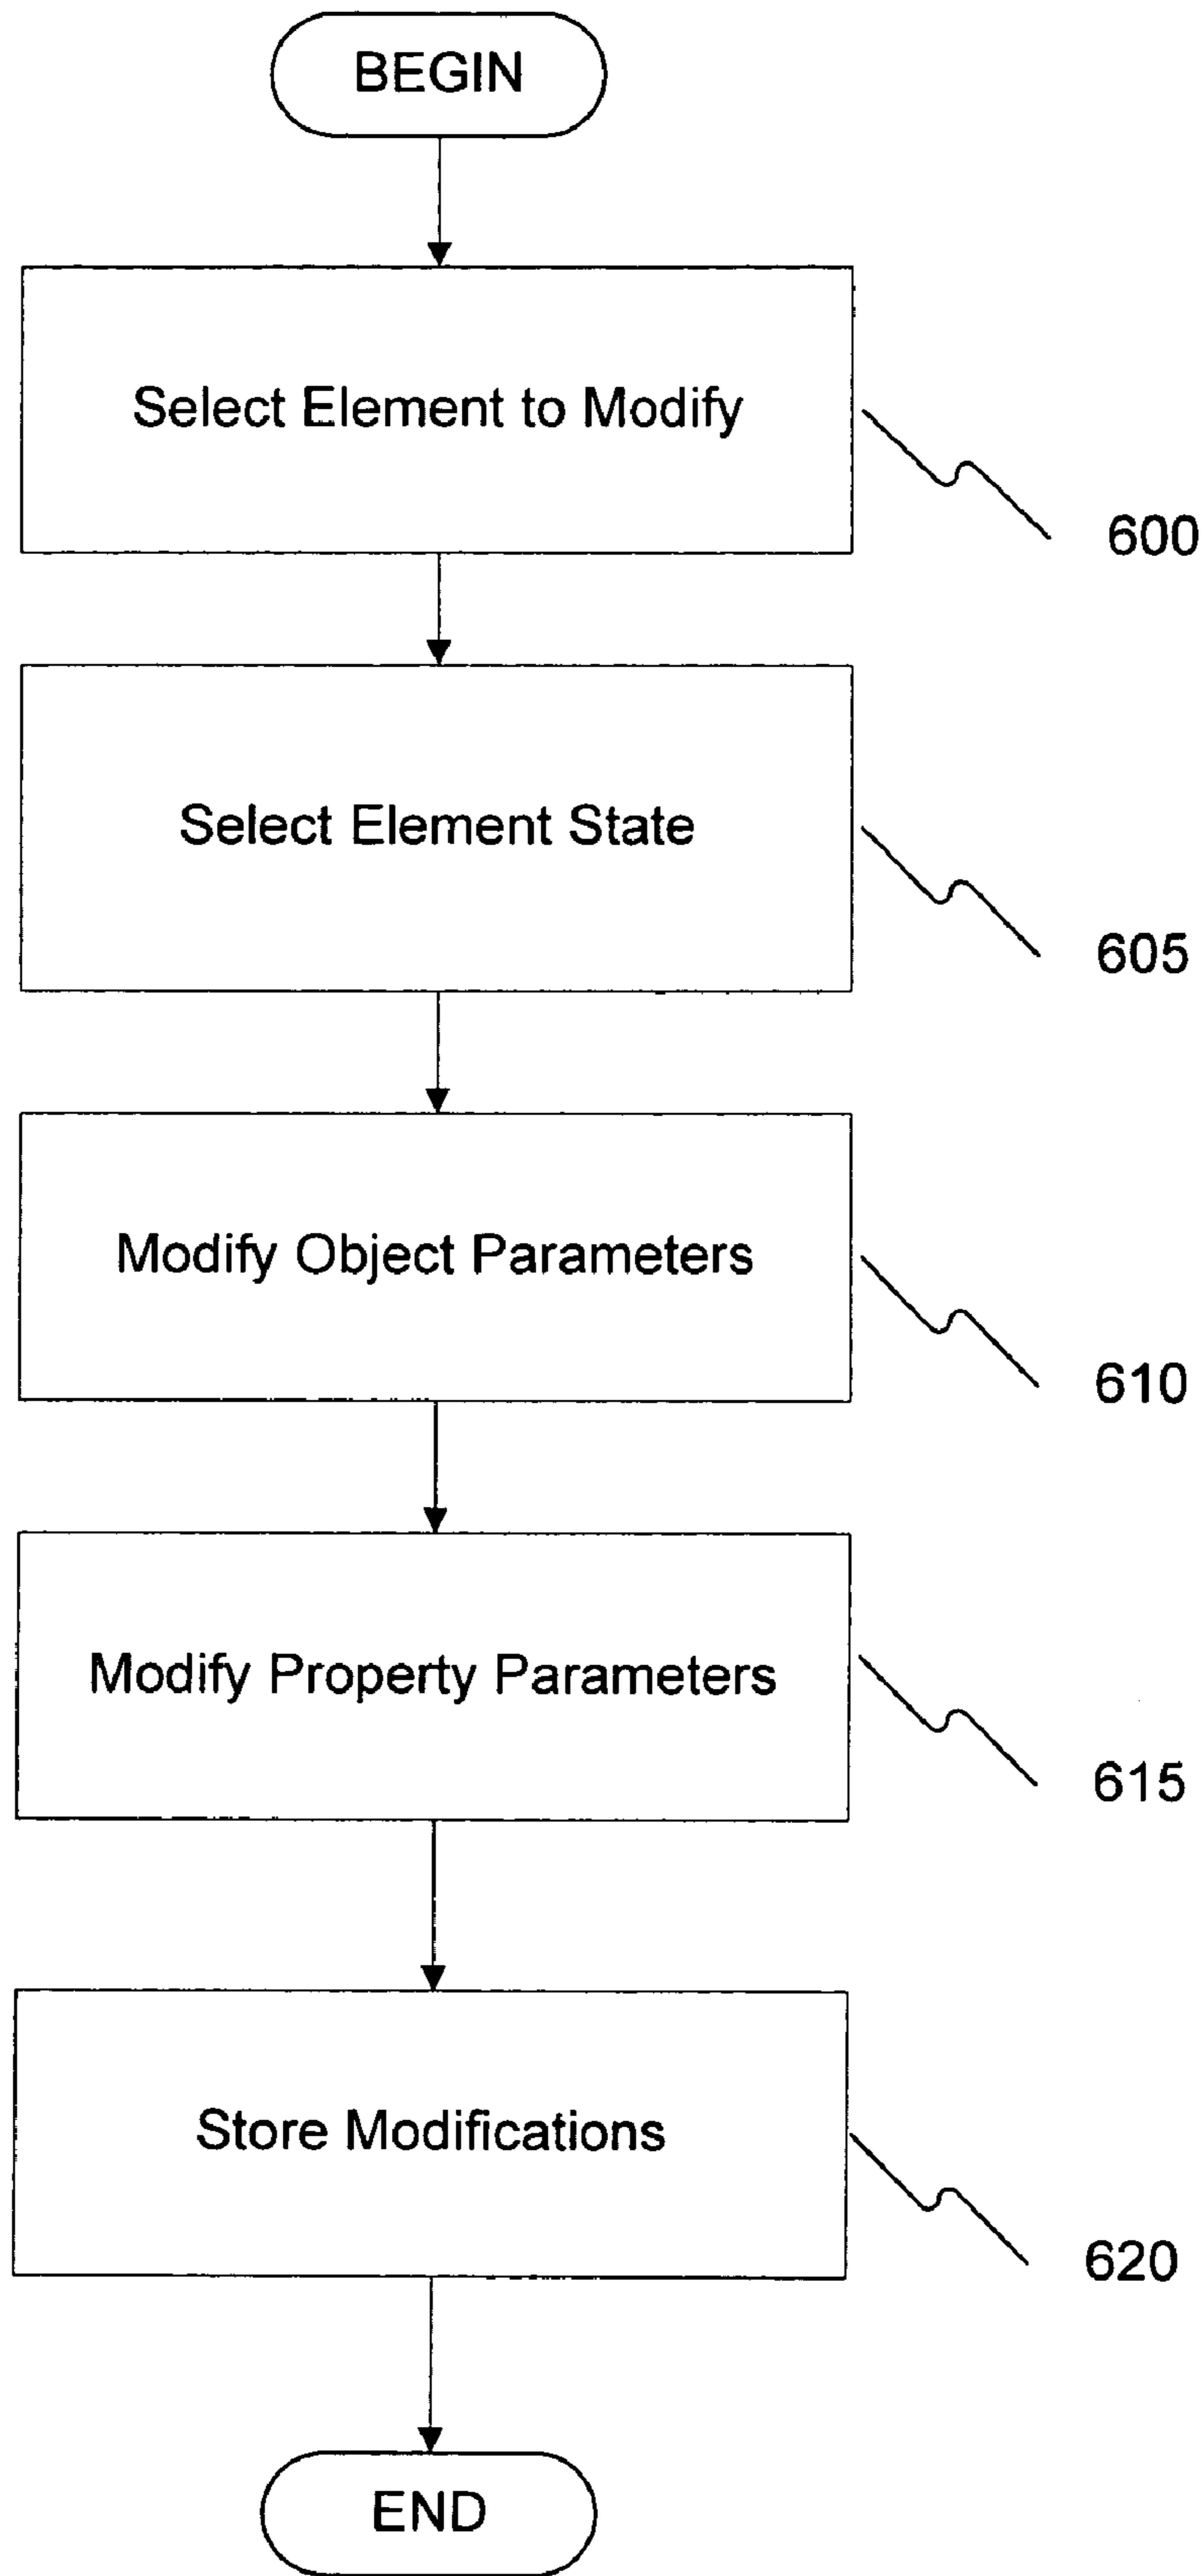 BEGIN
Select Element to Modify
600
Select Element State
605
Modify Object Parameters
610
Modify Property Parameters
615
Store Modifications
620
END